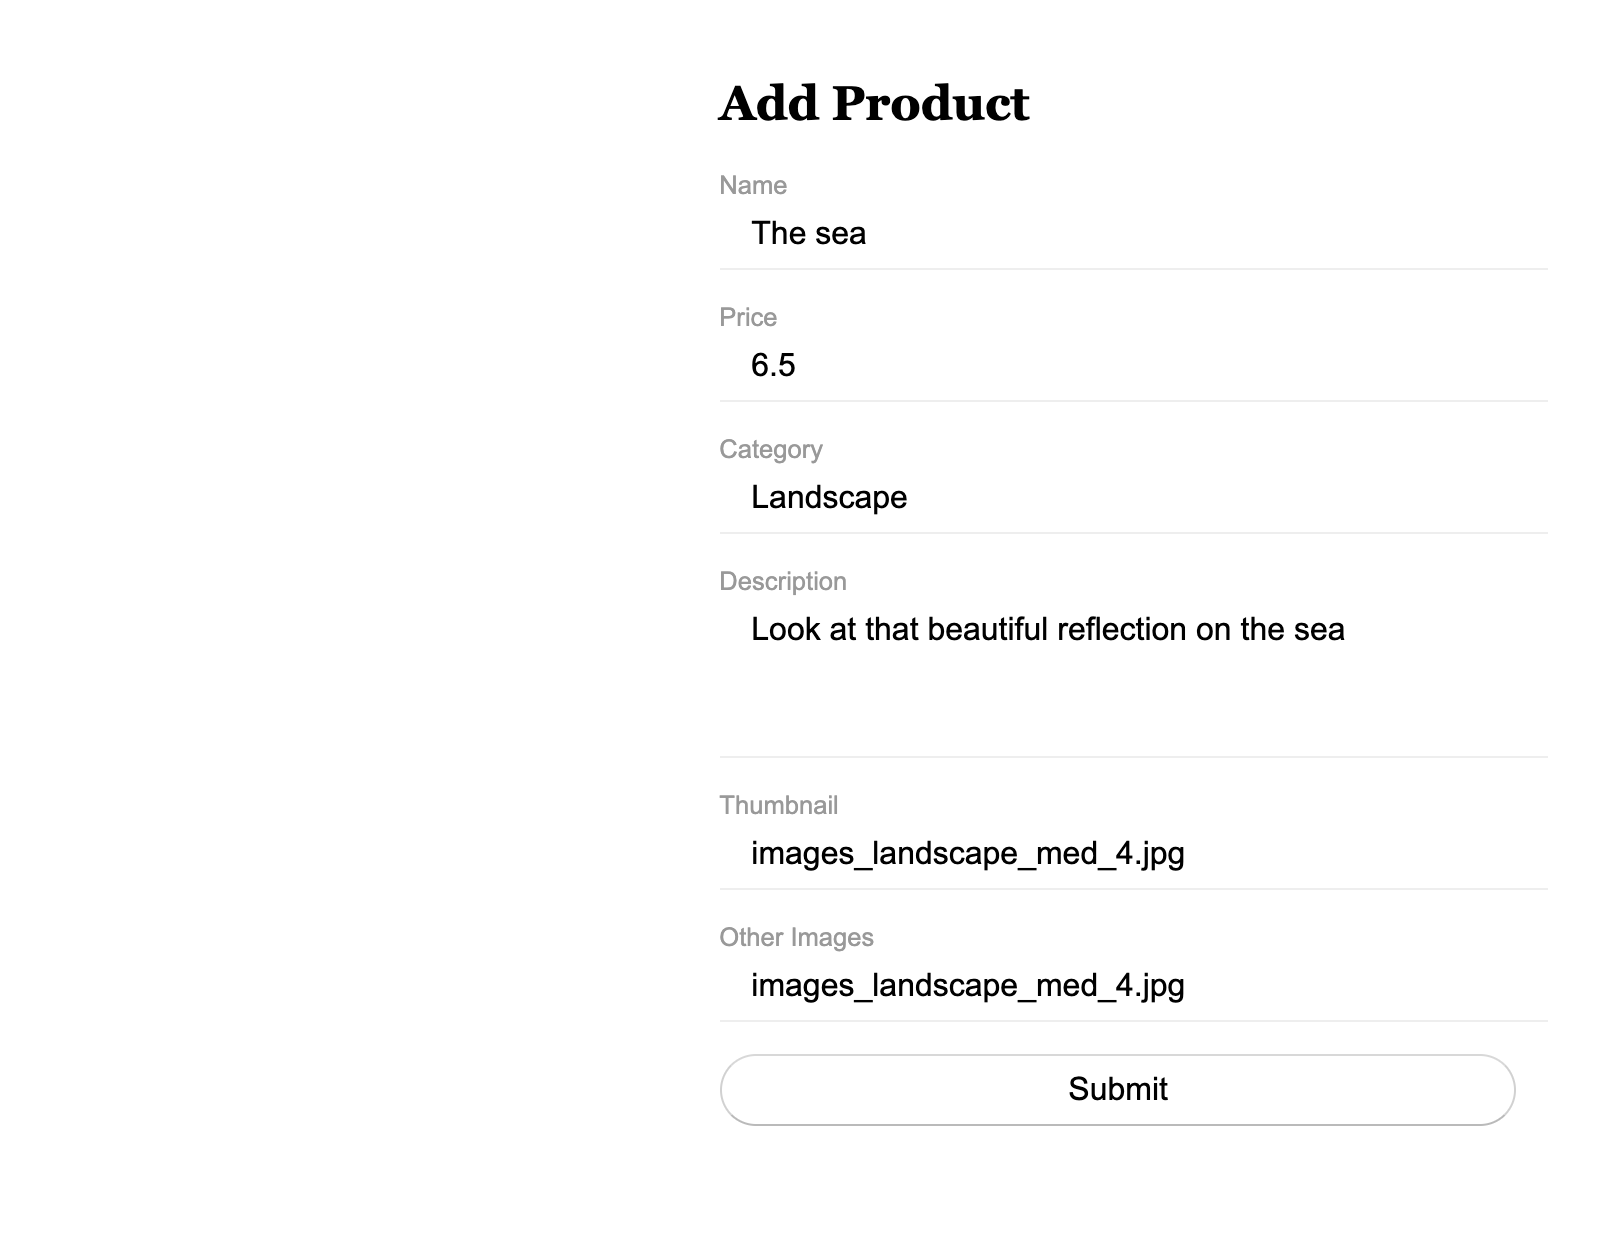 Add Product
Name
The sea
Price
6.5
Category
Landscape
Description
Look at that beautiful reflection on the sea
Thumbnail
images_landscape_med_4.jpg
Other Images
images_landscape_med_4.jpg
Submit